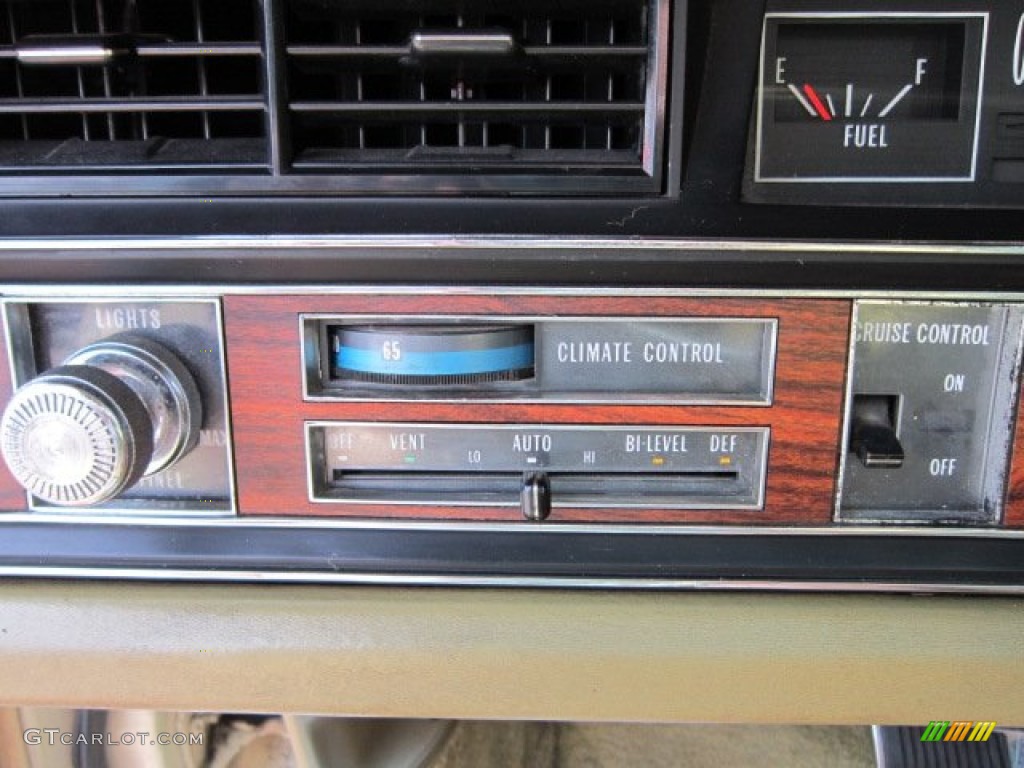 E F
FUEL
LIGHTS
65
CLIMATE CONTROL
CRUISE CONTROL
ON
OFF
MAX
OFF VENT LO AUTO HI BI-LEVEL DEF
GTCARLOT.COM